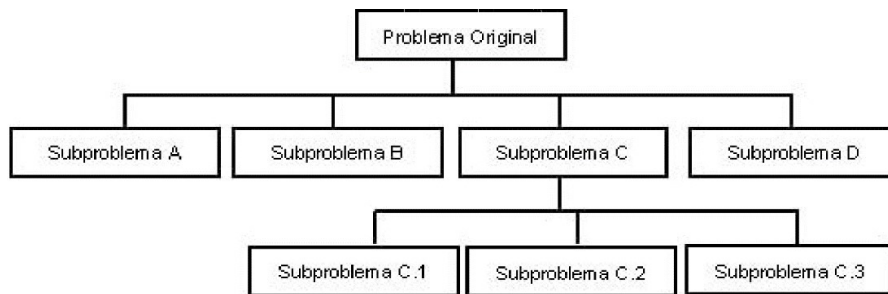 Problema Original
Subproblema A
Subproblema B
Subproblema C
Subproblema D
Subproblema C.1
Subproblema C.2
Subproblema C.3